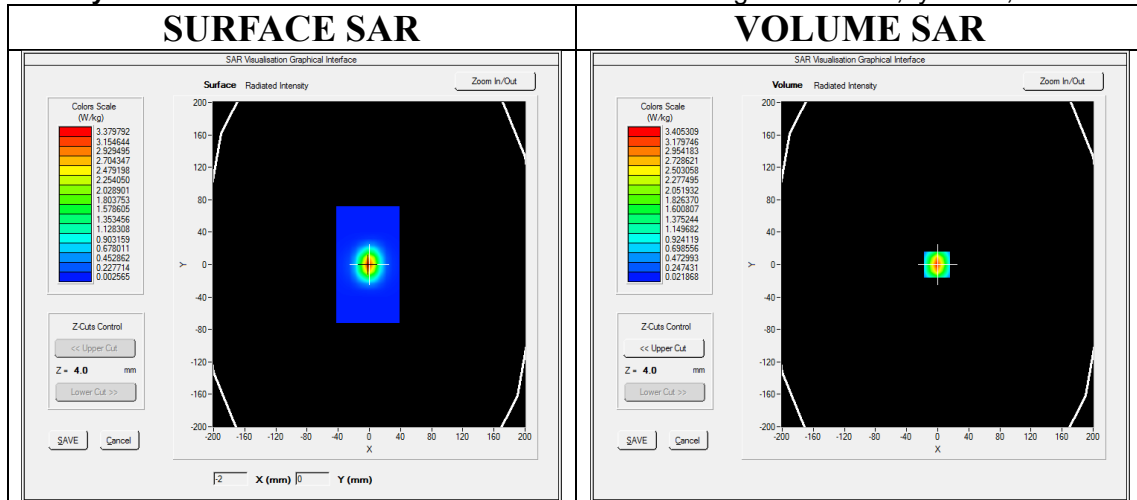 SURFACE SAR
VOLUME SAR
SAR Visualisation Graphical Interface
Surface Radiated Intensity
Zoom In/Out
Colors Scale
(W/kg)
3.379792
3.154644
2.929495
2.704347
2.479198
2.254050
2.028901
1.803753
1.578605
1.353456
1.128308
0.903159
0.678011
0.452862
0.227714
0.002565
Z-Cuts Control
<< Upper Cut
Z = 4.0 mm
Lower Cut >>
SAVE Cancel
200
160
120
80
40
0
-40
-80
-120
-160
-200
Y
-200 -160 -120 -80 -40 0 40 80 120 160 200
X
-2 X (mm) 0 Y (mm)
SAR Visualisation Graphical Interface
Volume Radiated Intensity
Zoom In/Out
Colors Scale
(W/kg)
3.405309
3.179746
2.954183
2.728621
2.503058
2.277495
2.051932
1.826370
1.600807
1.375244
1.149682
0.924119
0.698556
0.472993
0.247431
0.021868
Z-Cuts Control
<< Upper Cut
Z = 4.0 mm
Lower Cut >>
SAVE Cancel
200
160
120
80
40
0
-40
-80
-120
-160
-200
Y
-200 -160 -120 -80 -40 0 40 80 120 160 200
X